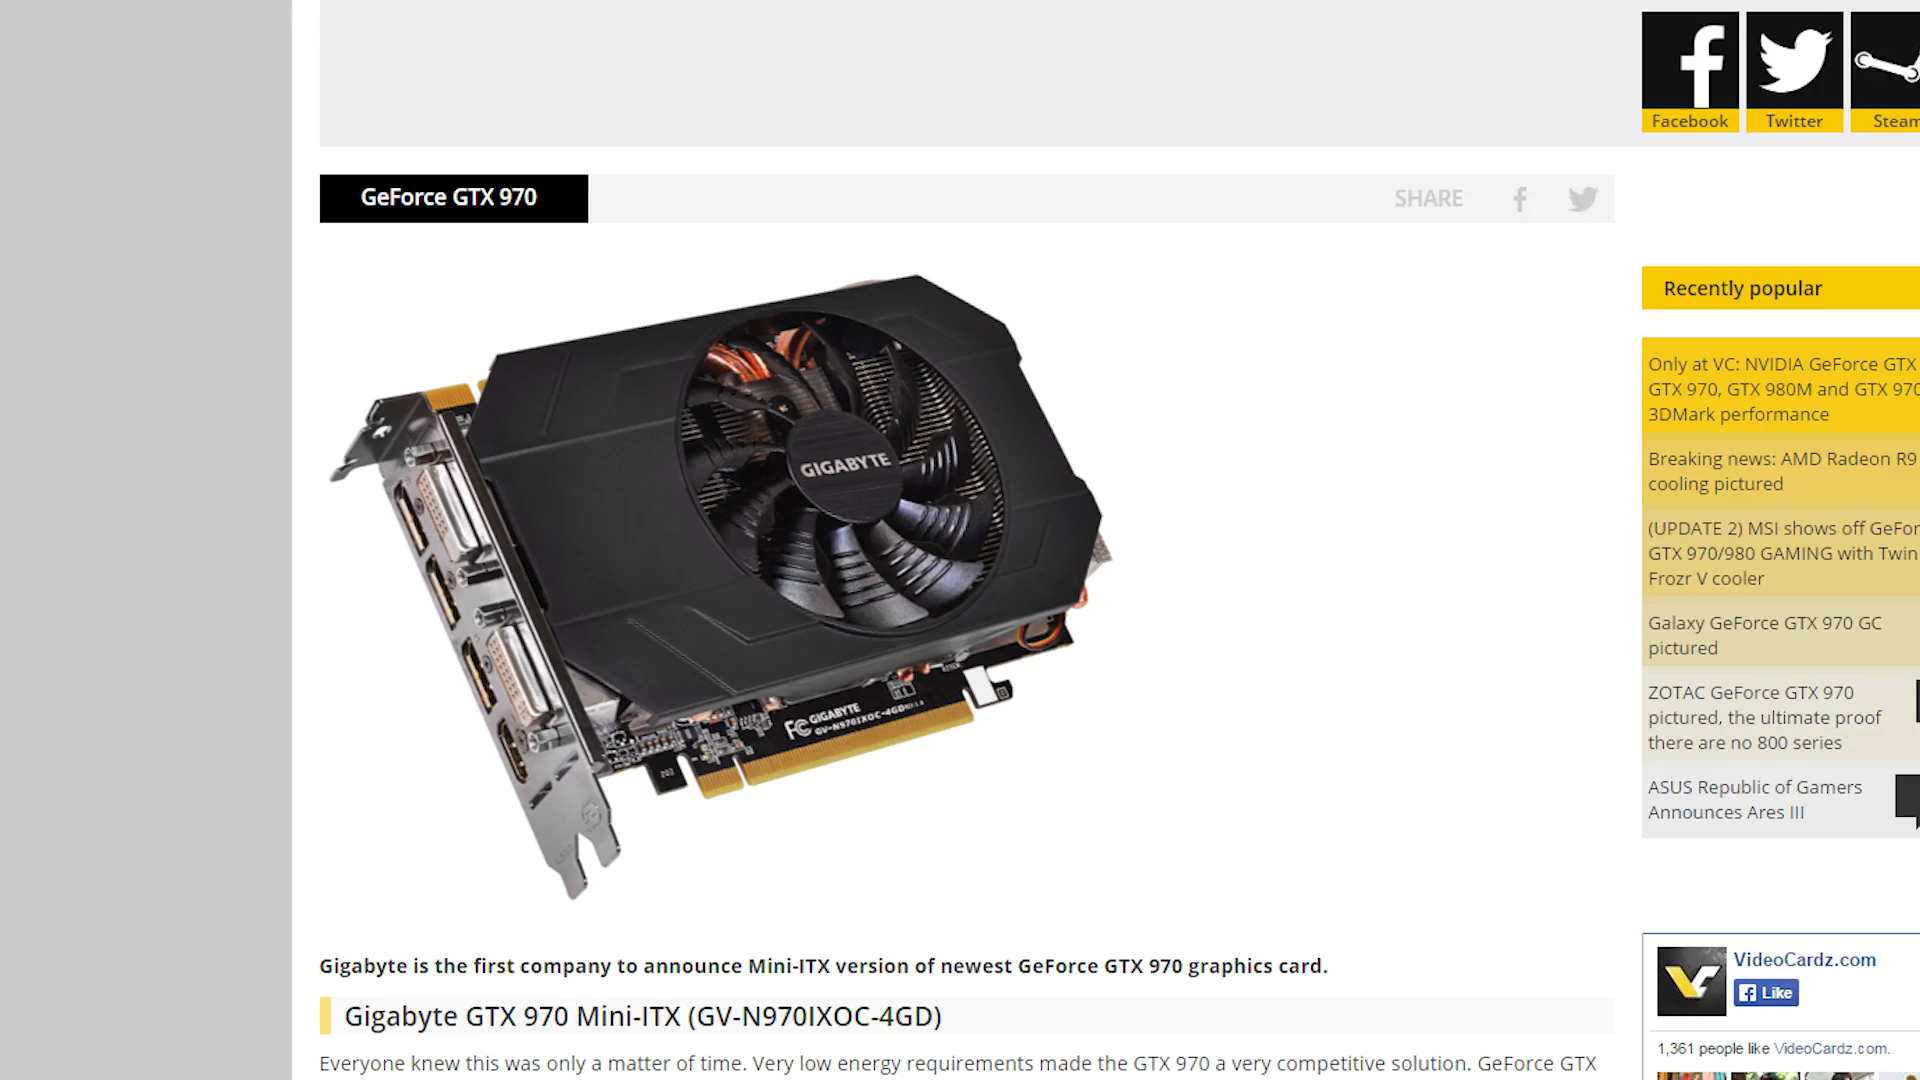 Facebook
Twitter
Steam
GeForce GTX 970
SHARE
GIGABYTE
GIGABYTE
GV-N970IXOC-4GD
Recently popular
Only at VC: NVIDIA GeForce GTX
GTX 970, GTX 980M and GTX 970
3DMark performance
Breaking news: AMD Radeon R9
cooling pictured
(UPDATE 2) MSI shows off GeFor
GTX 970/980 GAMING with Twin
Frozr V cooler
Galaxy GeForce GTX 970 GC
pictured
ZOTAC GeForce GTX 970
pictured, the ultimate proof
there are no 800 series
ASUS Republic of Gamers
Announces Ares III
Gigabyte is the first company to announce Mini-ITX version of newest GeForce GTX 970 graphics card.
Gigabyte GTX 970 Mini-ITX (GV-N970IXOC-4GD)
Everyone knew this was only a matter of time. Very low energy requirements made the GTX 970 a very competitive solution. GeForce GTX
VideoCardz.com
Like
1,361 people like VideoCardz.com.